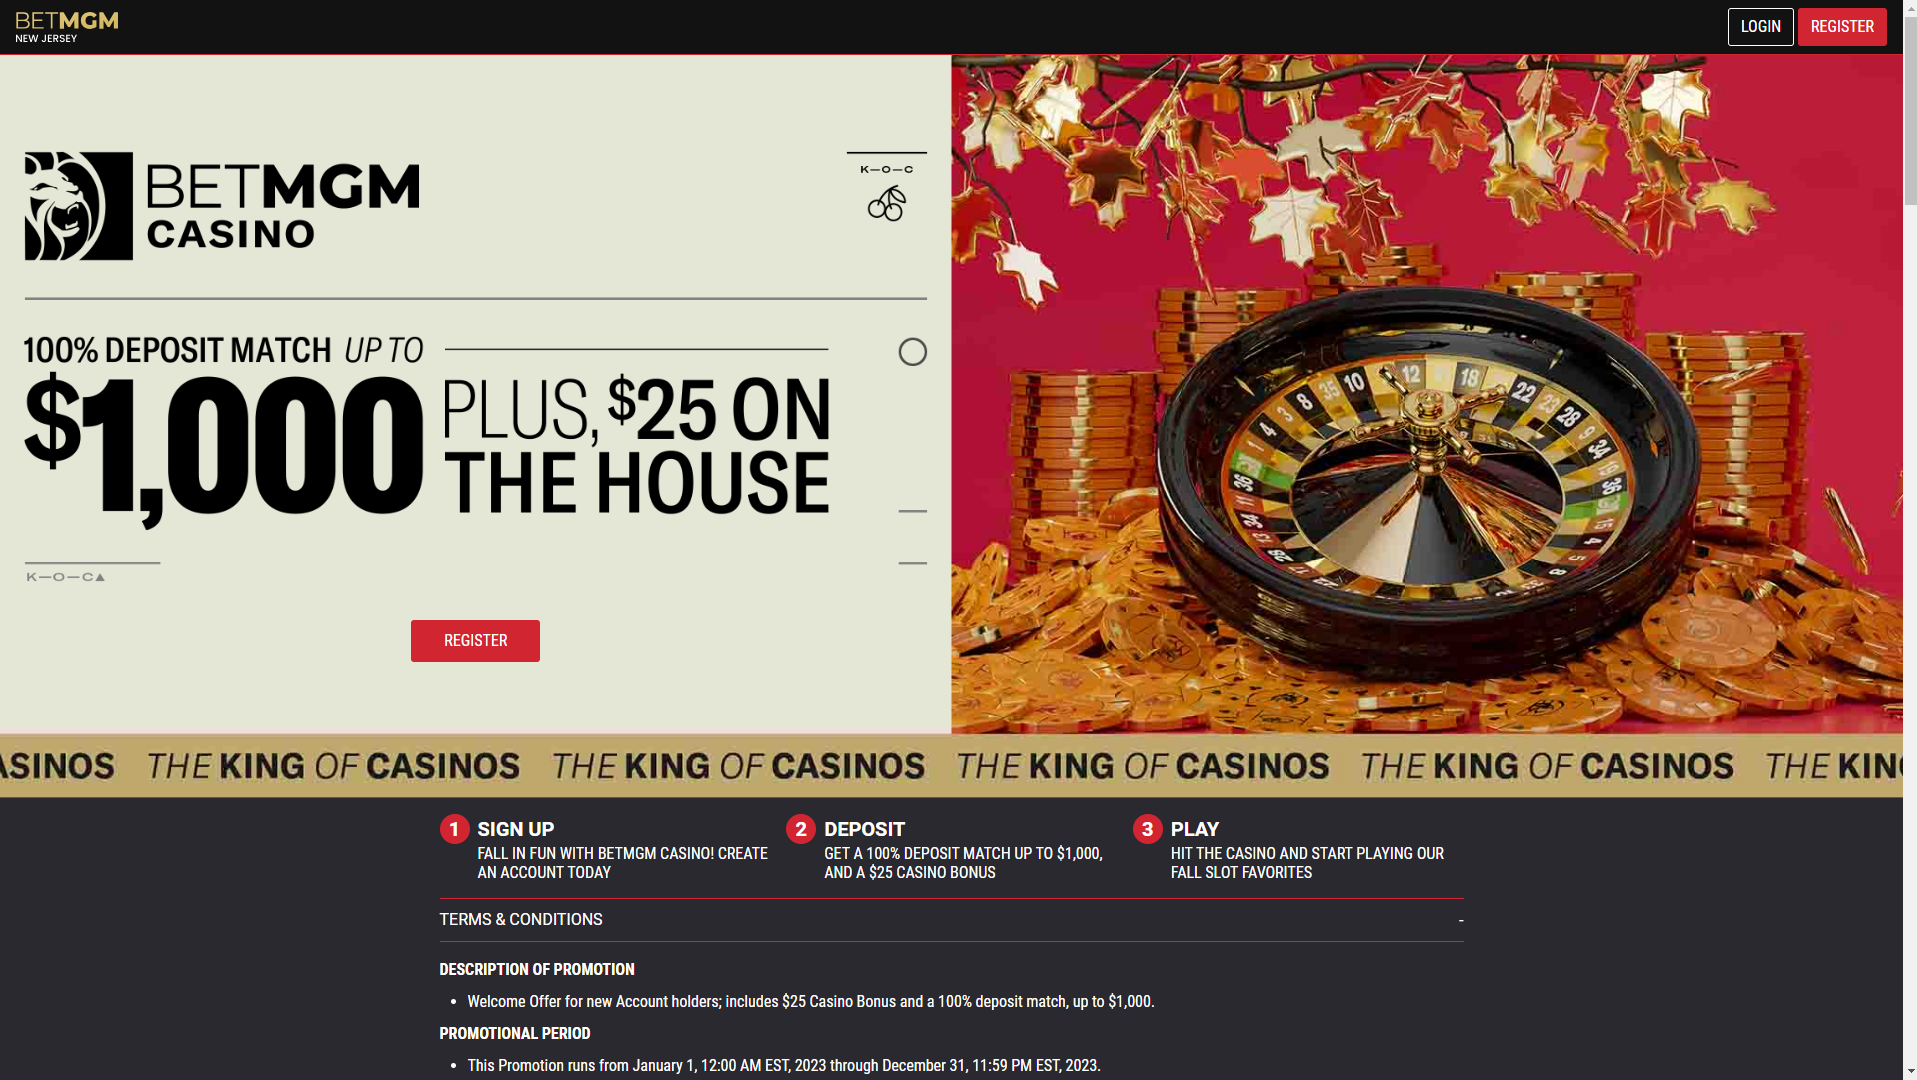 BETMGM
NEW JERSEY
LOGIN
REGISTER
BETMGM
CASINO
K—O—C
100% DEPOSIT MATCH UP TO
$1,000
PLUS, $25 ON
THE HOUSE
K—O—C
REGISTER
ASINOS THE KING OF CASINOS THE KING OF CASINOS THE KING OF CASINOS THE KING OF CASINOS THE KIN
1 SIGN UP
FALL IN FUN WITH BETMGM CASINO! CREATE
AN ACCOUNT TODAY
2 DEPOSIT
GET A 100% DEPOSIT MATCH UP TO $1,000,
AND A $25 CASINO BONUS
3 PLAY
HIT THE CASINO AND START PLAYING OUR
FALL SLOT FAVORITES
TERMS & CONDITIONS -
DESCRIPTION OF PROMOTION
• Welcome Offer for new Account holders; includes $25 Casino Bonus and a 100% deposit match, up to $1,000.
PROMOTIONAL PERIOD
• This Promotion runs from January 1, 12:00 AM EST, 2023 through December 31, 11:59 PM EST, 2023.